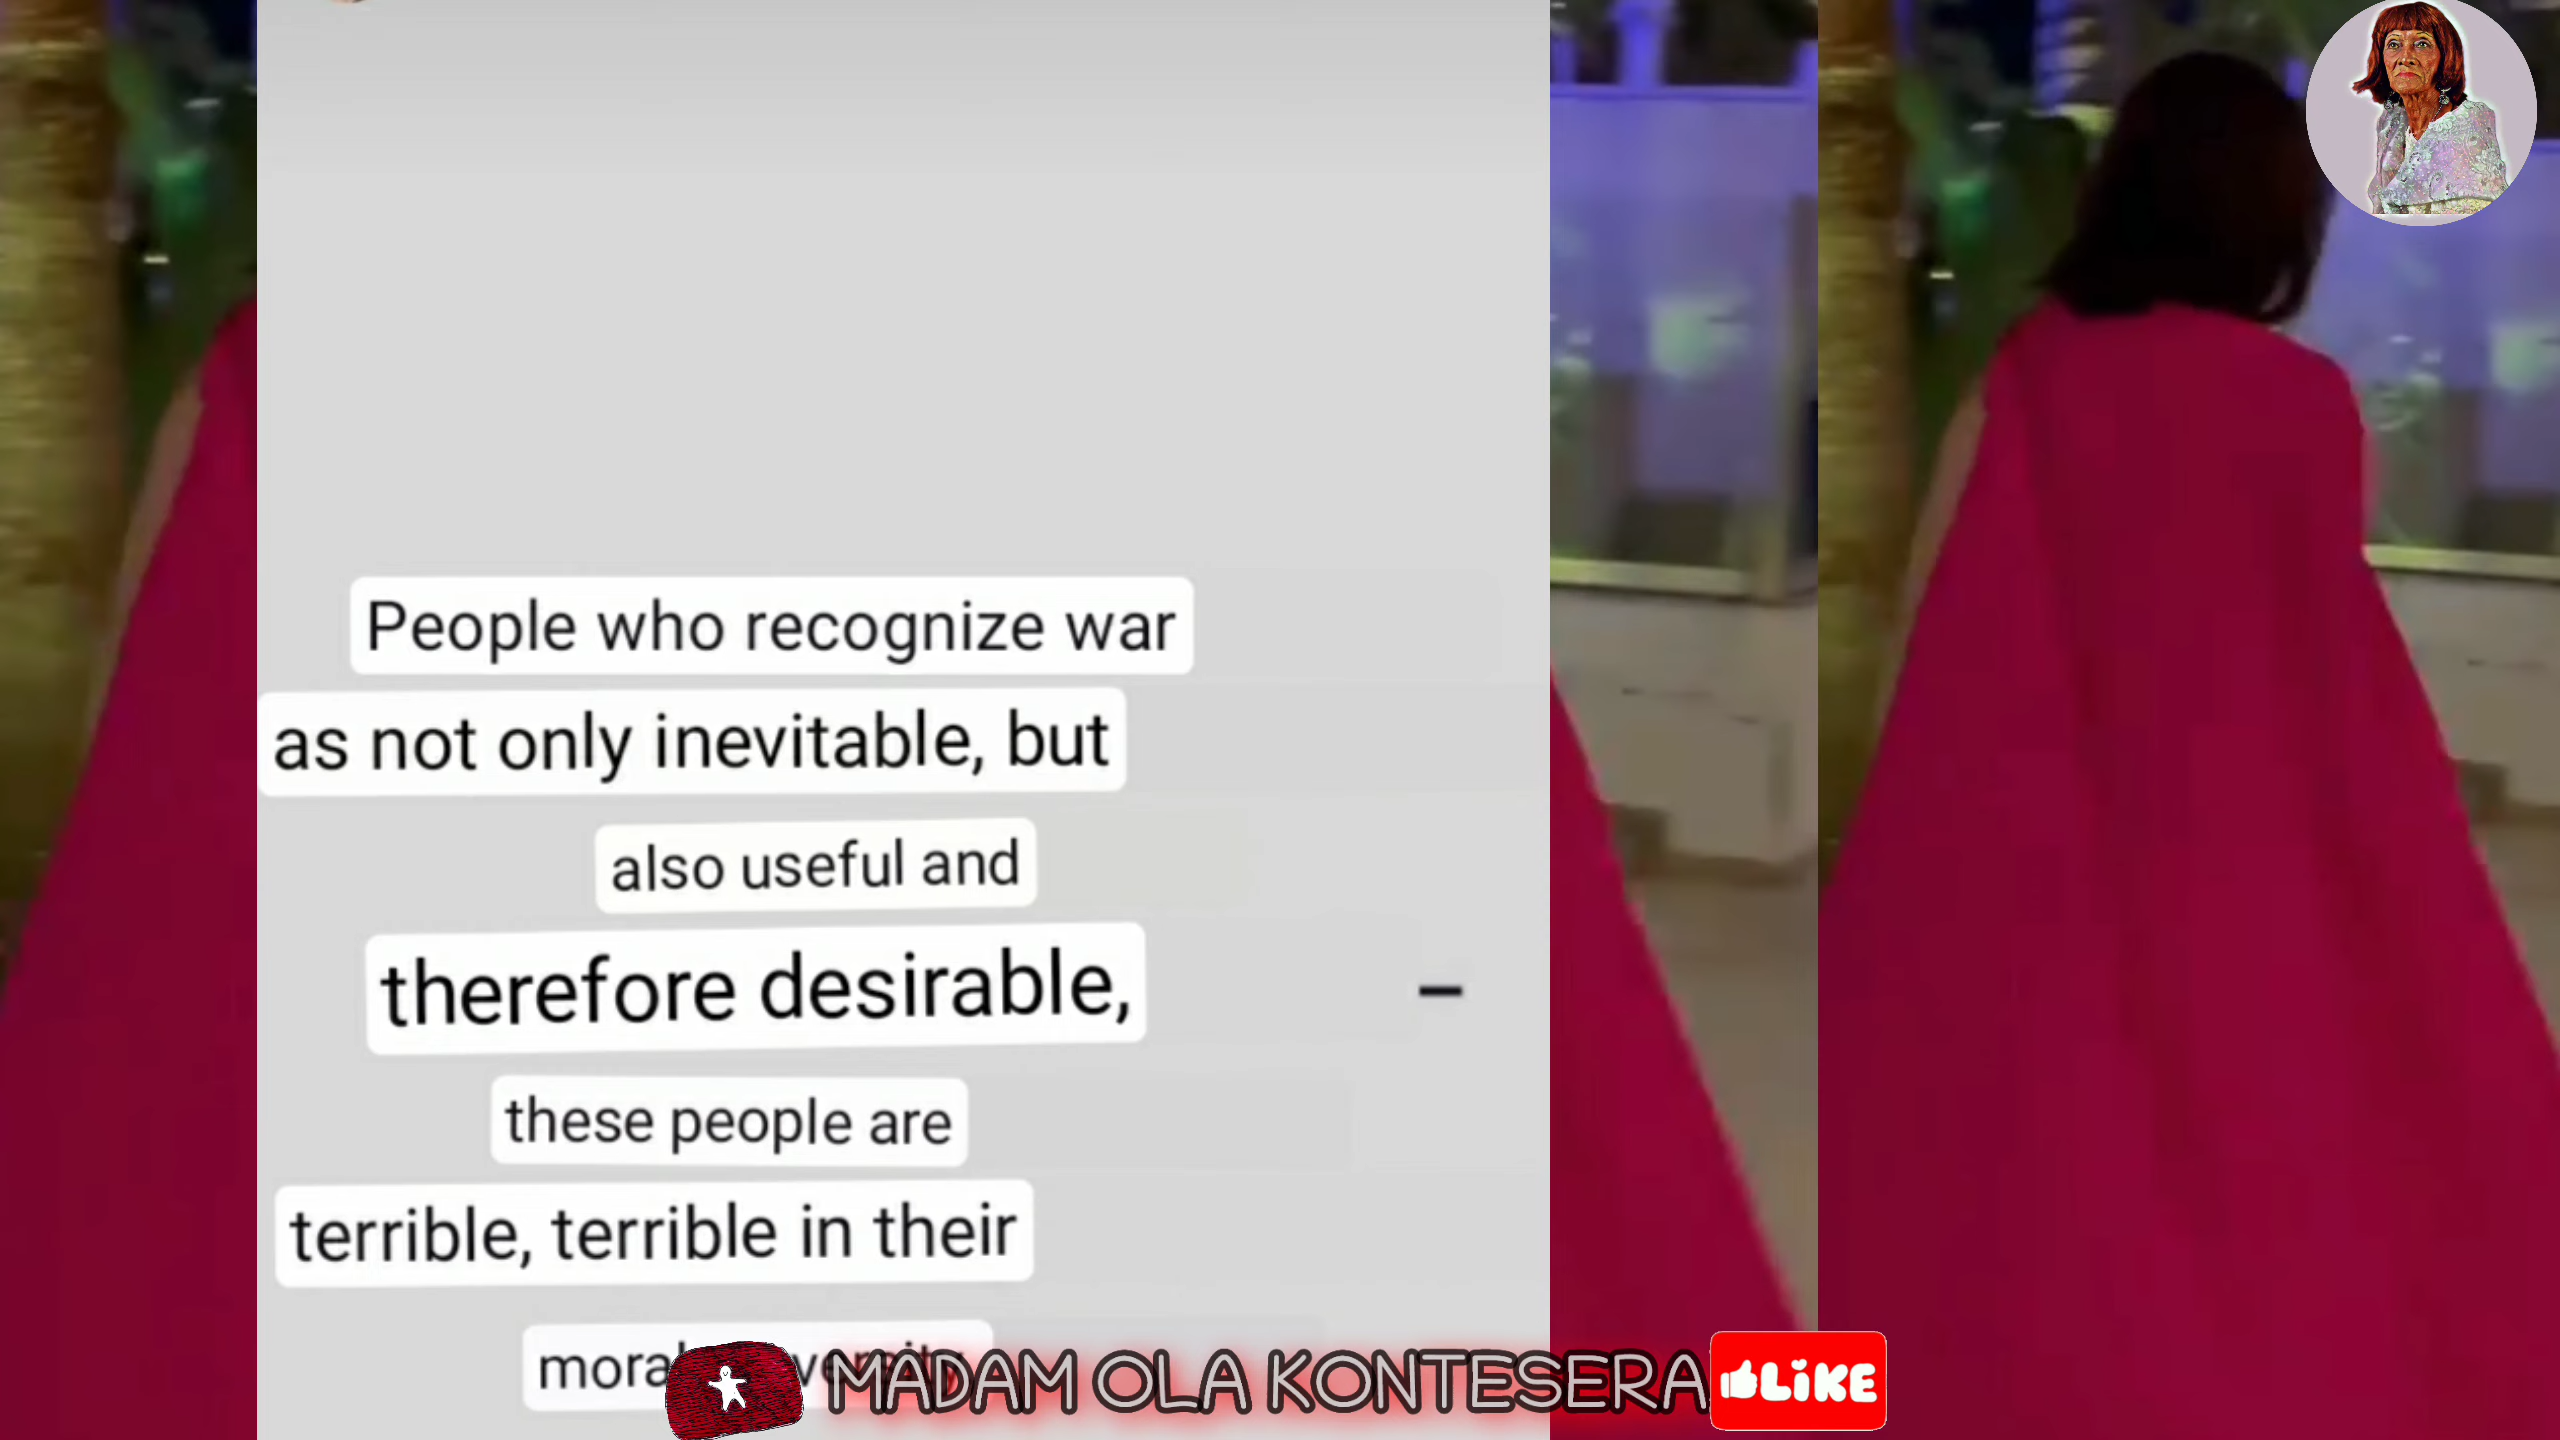 People who recognize war
as not only inevitable, but
also useful and
therefore desirable, –
these people are
terrible, terrible in their
MADAM OLA KONTESERA
LiKE